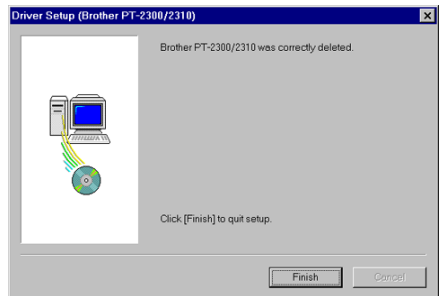 Driver Setup (Brother PT-2300/2310)
Brother PT-2300/2310 was correctly deleted.
Click [Finish] to quit setup.
Finish
Cancel